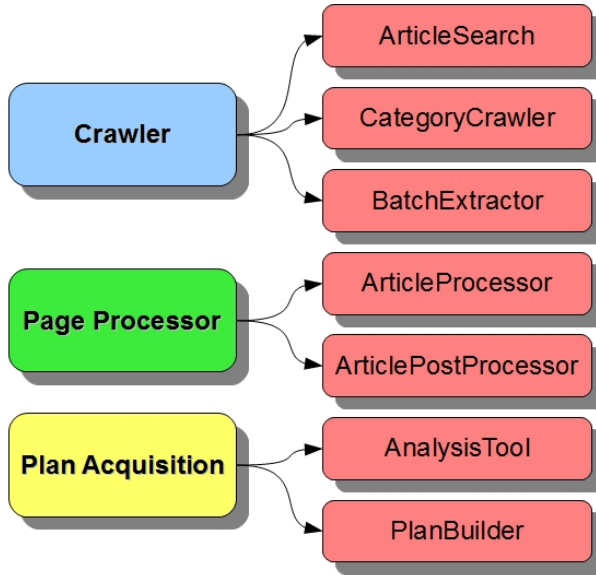 Crawler
ArticleSearch
CategoryCrawler
BatchExtractor
Page Processor
ArticleProcessor
ArticlePostProcessor
Plan Acquisition
AnalysisTool
PlanBuilder